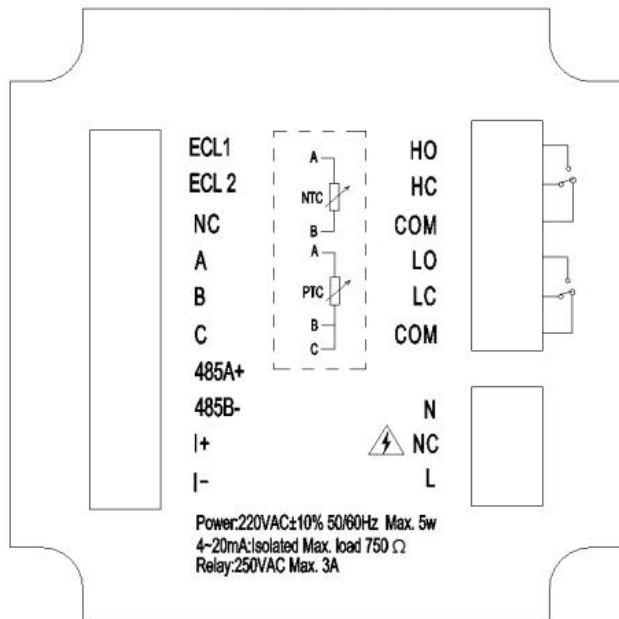 ECL1
ECL 2
NC
A
B
C
485A+
485B-
I+
I-
A
NTC
B
A
PTC
B
C
HO
HC
COM
LO
LC
COM
N
NC
L
Power:220VAC±10% 50/60Hz Max. 5w
4~20mA:Isolated Max. load 750 Ω
Relay:250VAC Max. 3A